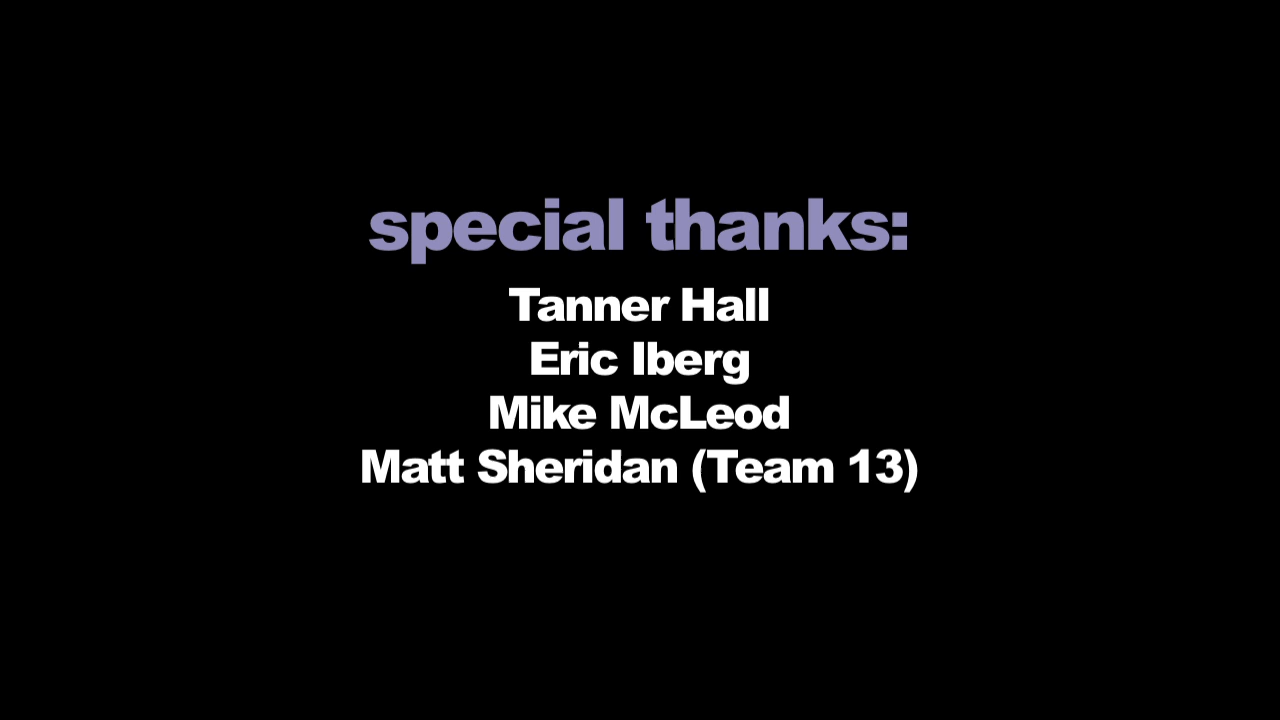 special thanks:
Tanner Hall
Eric Iberg
Mike McLeod
Matt Sheridan (Team 13)